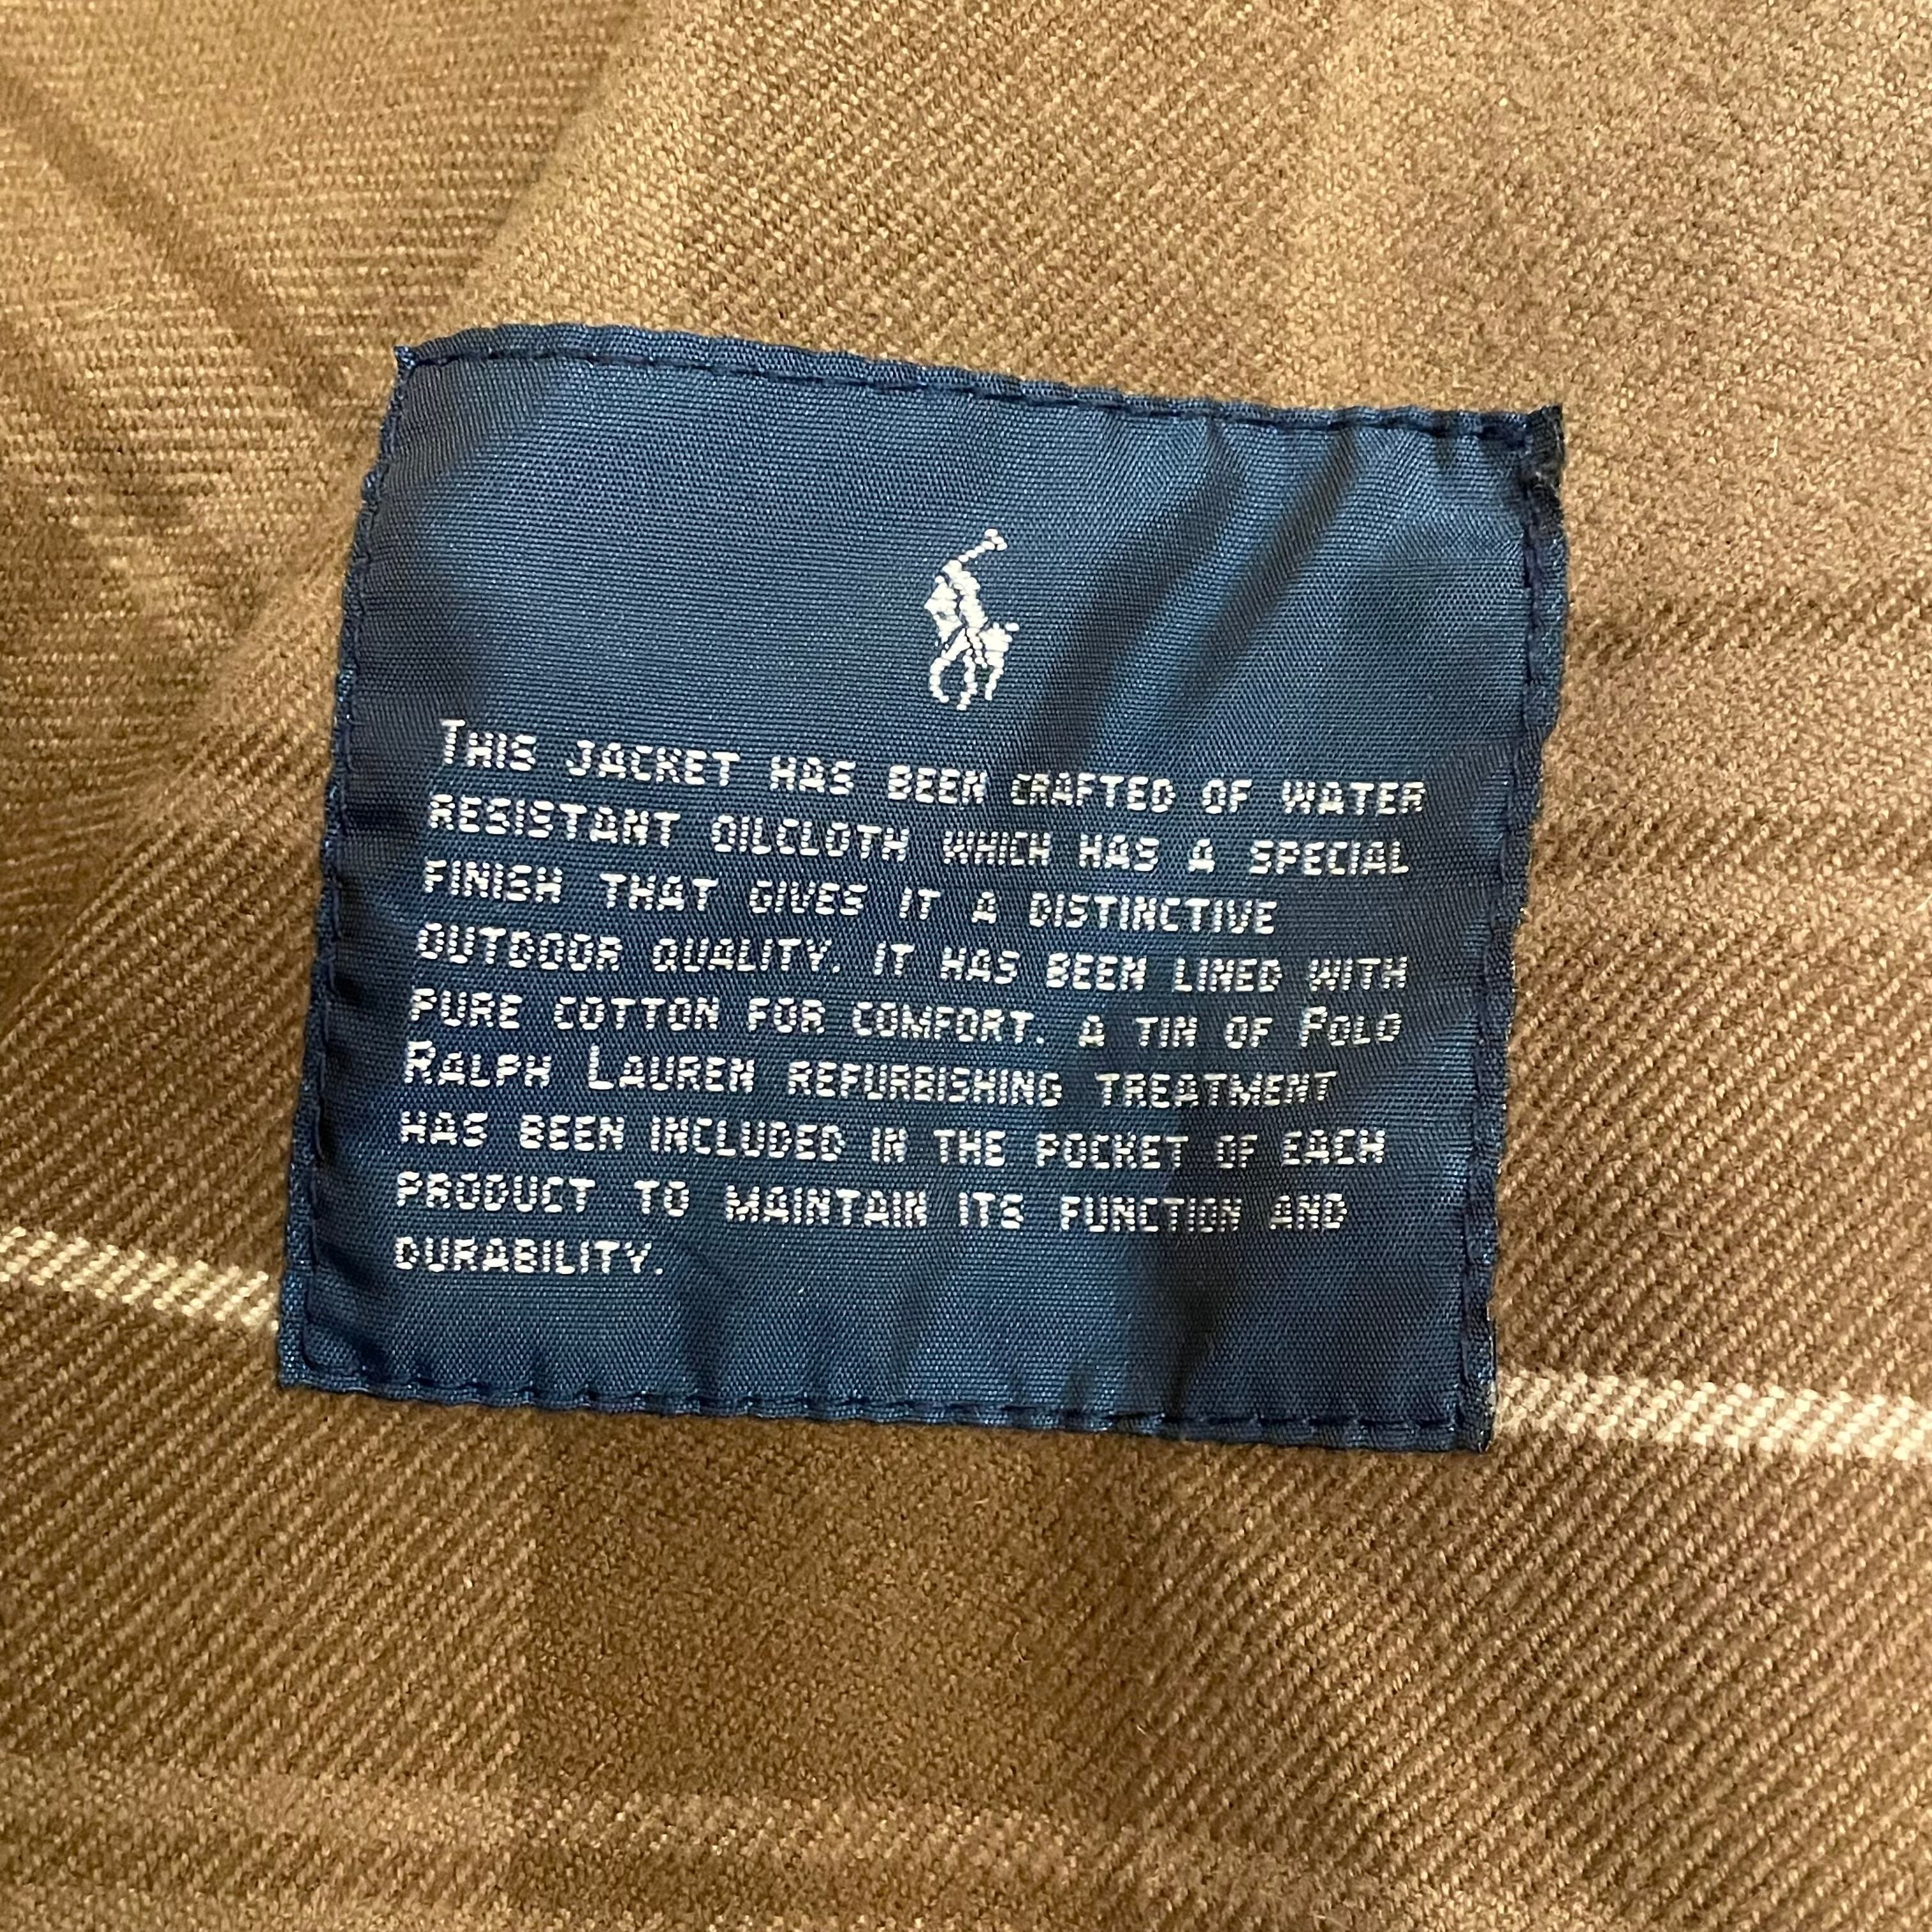 THIS JACKET HAS BEEN CRAFTED OF WATER
RESISTANT OILCLOTH WHICH HAS A SPECIAL
FINISH THAT GIVES IT A DISTINCTIVE
OUTDOOR QUALITY. IT HAS BEEN LINED WITH
PURE COTTON FOR COMFORT. A TIN OF POLO
RALPH LAUREN REFURBISHING TREATMENT
HAS BEEN INCLUDED IN THE POCKET OF EACH
PRODUCT TO MAINTAIN ITS FUNCTION AND
DURABILITY.